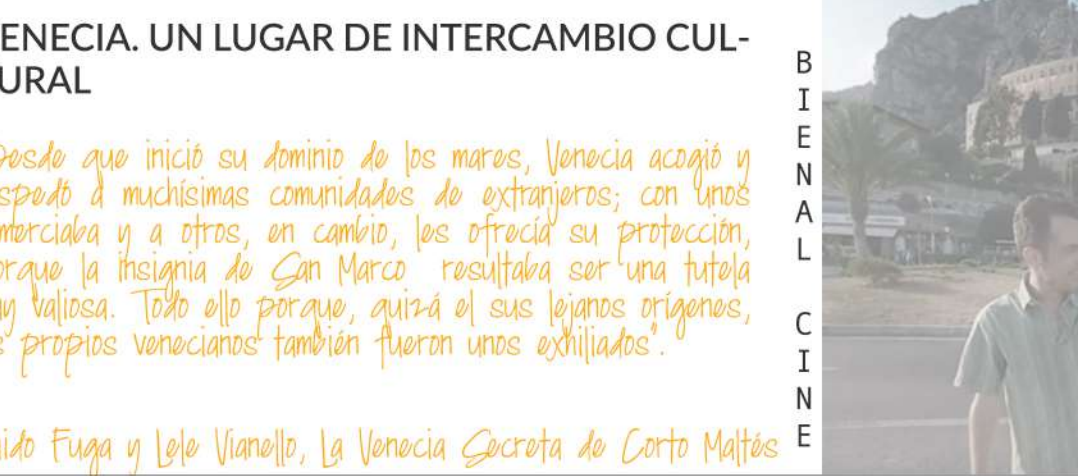 ENECIA. UN LUGAR DE INTERCAMBIO CUL-
URAL
Desde que inició su dominio de los mares, Venecia acogió y
spedó a muchísimas comunidades de extranjeros; con unos
merciaba y a otros, en cambio, les ofrecía su protección,
orque la insignia de San Marco resultaba ser una tutela
uy valiosa. Todo ello porque, quizá el sus lejanos orígenes,
s propios venecianos también fueron unos exhiliados".
uido Fuga y Lele Vianello, La Venecia Secreta de Corto Maltés
BIENAL CINE